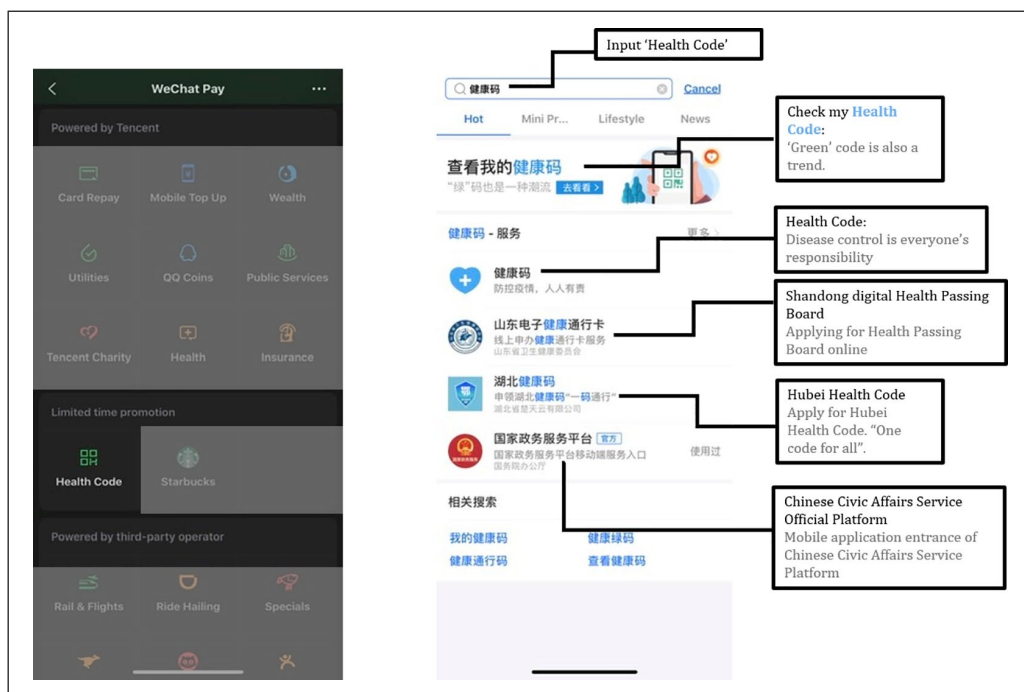 Input ‘Health Code’
WeChat Pay
Powered by Tencent
Card Repay
Mobile Top Up
Wealth
Utilities
QQ Coins
Public Services
Tencent Charity
Health
Insurance
Limited time promotion
Health Code
Starbucks
Powered by third-party operator
Rail & Flights
Ride Hailing
Specials
健康码
Cancel
Hot
Mini Pr...
Lifestyle
News
查看我的健康码
“绿”码也是一种潮流 去看看 >
健康码 - 服务
更多 >
健康码
防控疫情，人人有责
山东电子健康通行卡
线上申办健康通行卡服务
山东省卫生健康委员会
湖北健康码
申领湖北健康码“一码通行”
湖北省楚天云有限公司
国家政务服务平台 官方
国家政务服务平台移动端服务入口
使用过
国务院办公厅
相关搜索
我的健康码
健康绿码
健康通行码
查看健康码
Check my Health
Code:
‘Green’ code is also a
trend.
Health Code:
Disease control is everyone’s
responsibility
Shandong digital Health Passing
Board
Applying for Health Passing
Board online
Hubei Health Code
Apply for Hubei
Health Code. “One
code for all”.
Chinese Civic Affairs Service
Official Platform
Mobile application entrance of
Chinese Civic Affairs Service
Platform